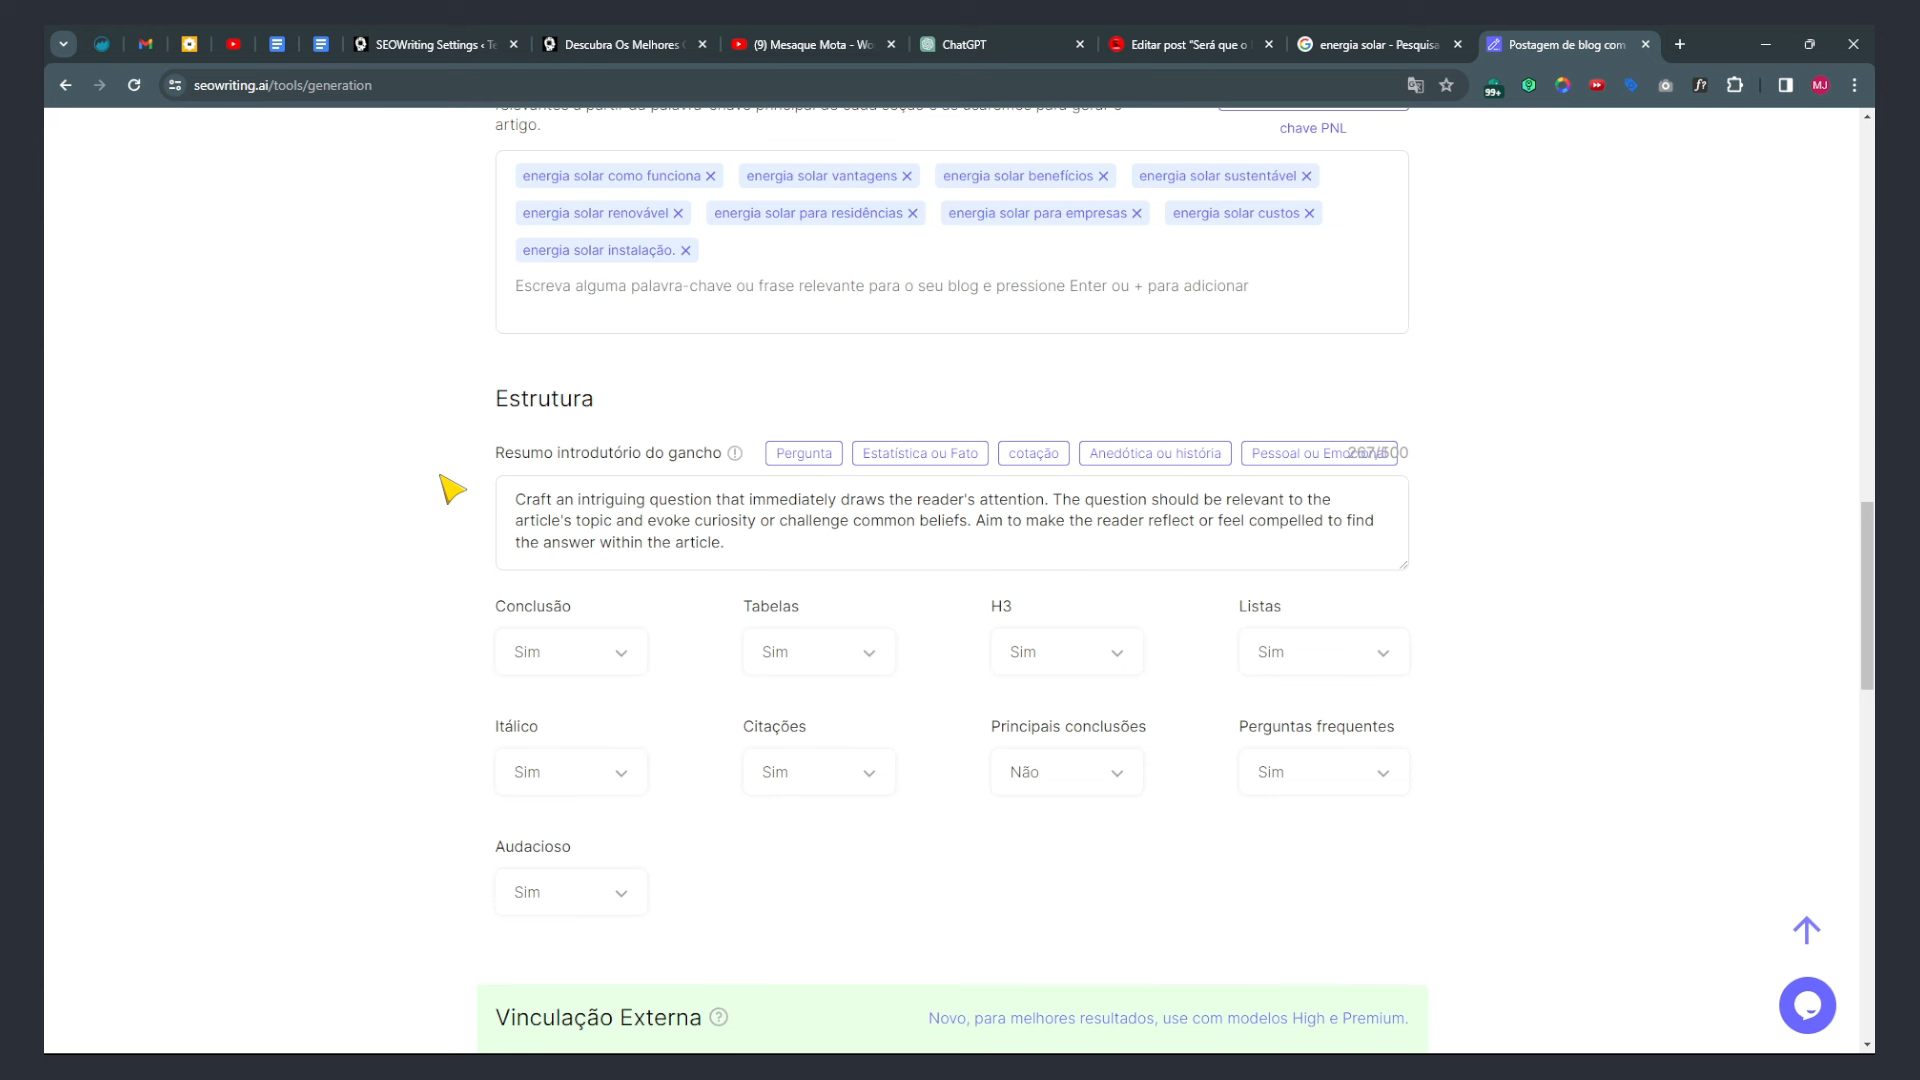 SEOWriting Settings ‹ Te
Descubra Os Melhores
(9) Mesaque Mota - Wo
ChatGPT
Editar post "Será que o
energia solar - Pesquisa
Postagem de blog com
seowriting.ai/tools/generation
99+
f?
MJ
artigo.
chave PNL
energia solar como funciona
energia solar vantagens
energia solar benefícios
energia solar sustentável
energia solar renovável
energia solar para residências
energia solar para empresas
energia solar custos
energia solar instalação.
Escreva alguma palavra-chave ou frase relevante para o seu blog e pressione Enter ou + para adicionar
Estrutura
Resumo introdutório do gancho
Pergunta
Estatística ou Fato
cotação
Anedótica ou história
Pessoal ou Emocional
267/500
Craft an intriguing question that immediately draws the reader's attention. The question should be relevant to the
article's topic and evoke curiosity or challenge common beliefs. Aim to make the reader reflect or feel compelled to find
the answer within the article.
Conclusão
Tabelas
H3
Listas
Sim
Sim
Sim
Sim
Itálico
Citações
Principais conclusões
Perguntas frequentes
Sim
Sim
Não
Sim
Audacioso
Sim
Vinculação Externa
Novo, para melhores resultados, use com modelos High e Premium.